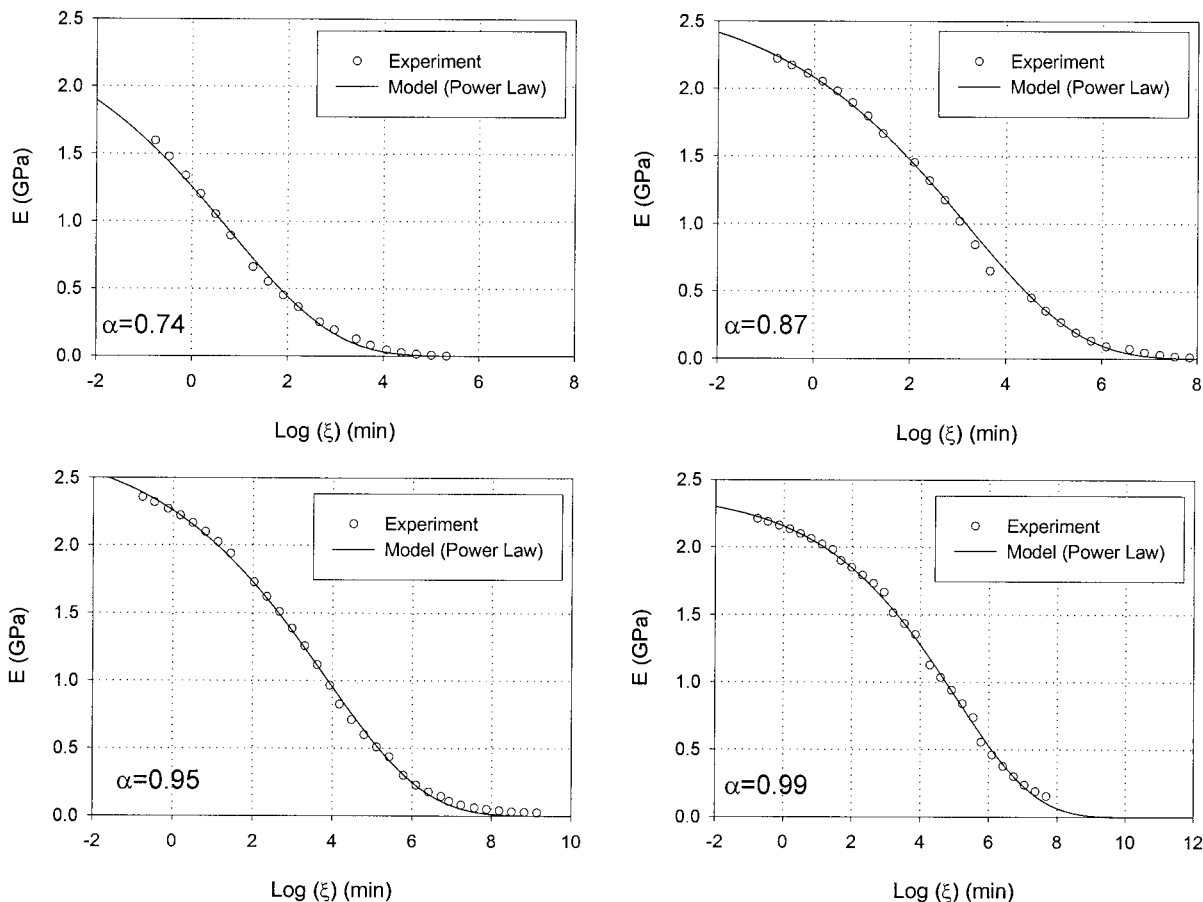 2.5
2.0
1.5
1.0
0.5
0.0
E (GPa)
Experiment
Model (Power Law)
α=0.74
-2 0 2 4 6 8
Log (ξ) (min)
2.5
2.0
1.5
1.0
0.5
0.0
E (GPa)
Experiment
Model (Power Law)
α=0.87
-2 0 2 4 6 8
Log (ξ) (min)
2.5
2.0
1.5
1.0
0.5
0.0
E (GPa)
Experiment
Model (Power Law)
α=0.95
-2 0 2 4 6 8 10
Log (ξ) (min)
2.5
2.0
1.5
1.0
0.5
0.0
E (GPa)
Experiment
Model (Power Law)
α=0.99
-2 0 2 4 6 8 10 12
Log (ξ) (min)